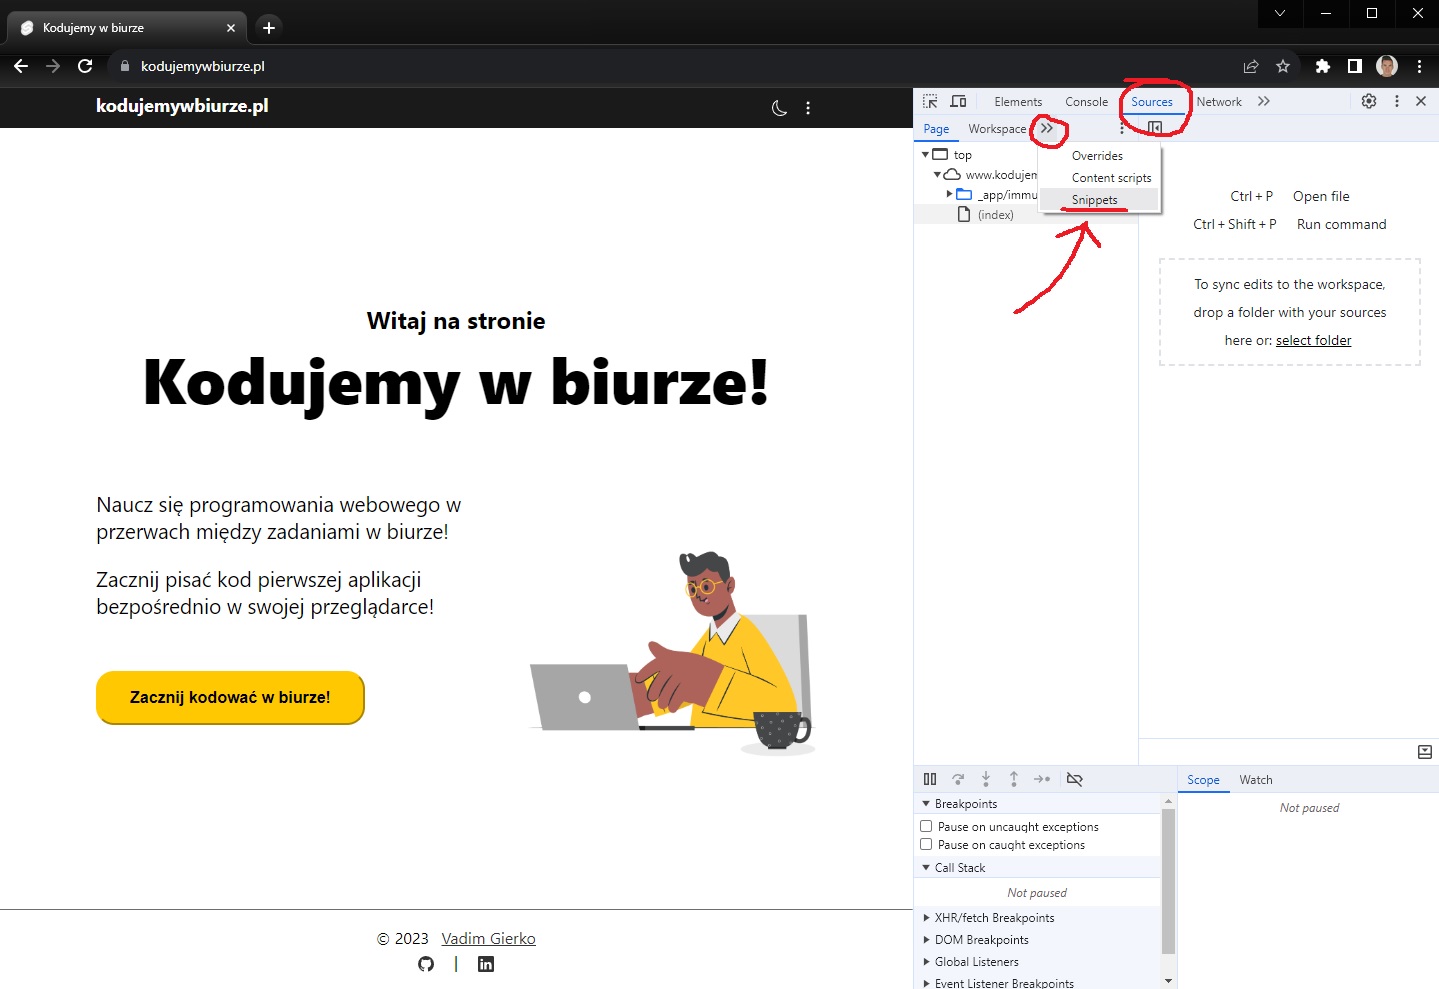 Kodujemy w biurze
kodujemywbiurze.pl
kodujemywbiurze.pl
Witaj na stronie
Kodujemy w biurze!
Naucz się programowania webowego w
przerwach między zadaniami w biurze!
Zacznij pisać kod pierwszej aplikacji
bezpośrednio w swojej przeglądarce!
Zacznij kodować w biurze!
© 2023 Vadim Gierko
|
Elements Console Sources Network
Page Workspace
top
www.kodujem
_app/immu
(index)
Overrides
Content scripts
Snippets
Ctrl + P Open file
Ctrl + Shift + P Run command
To sync edits to the workspace,
drop a folder with your sources
here or: select folder
Breakpoints
Pause on uncaught exceptions
Pause on caught exceptions
Call Stack
Not paused
XHR/fetch Breakpoints
DOM Breakpoints
Global Listeners
Event Listener Breakpoints
Scope Watch
Not paused